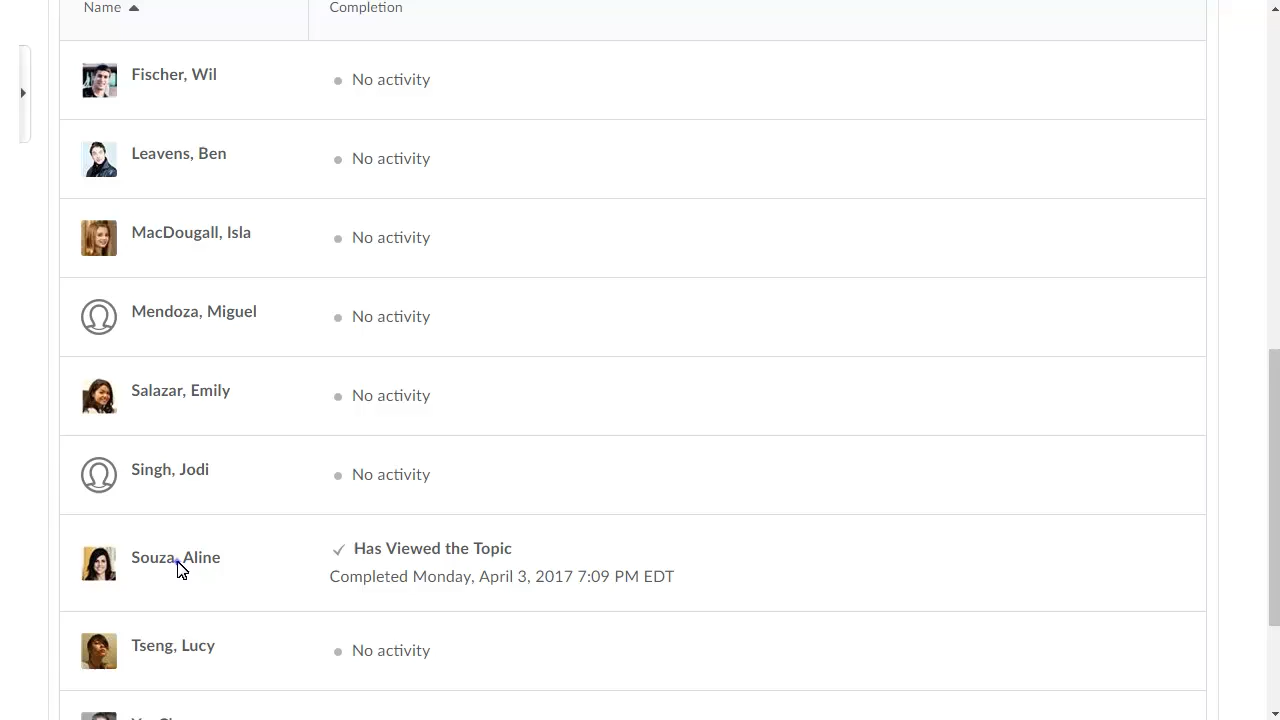 Name Completion
Fischer, Wil
No activity
Leavens, Ben
No activity
MacDougall, Isla
No activity
Mendoza, Miguel
No activity
Salazar, Emily
No activity
Singh, Jodi
No activity
Souza, Aline
Has Viewed the Topic
Completed Monday, April 3, 2017 7:09 PM EDT
Tseng, Lucy
No activity